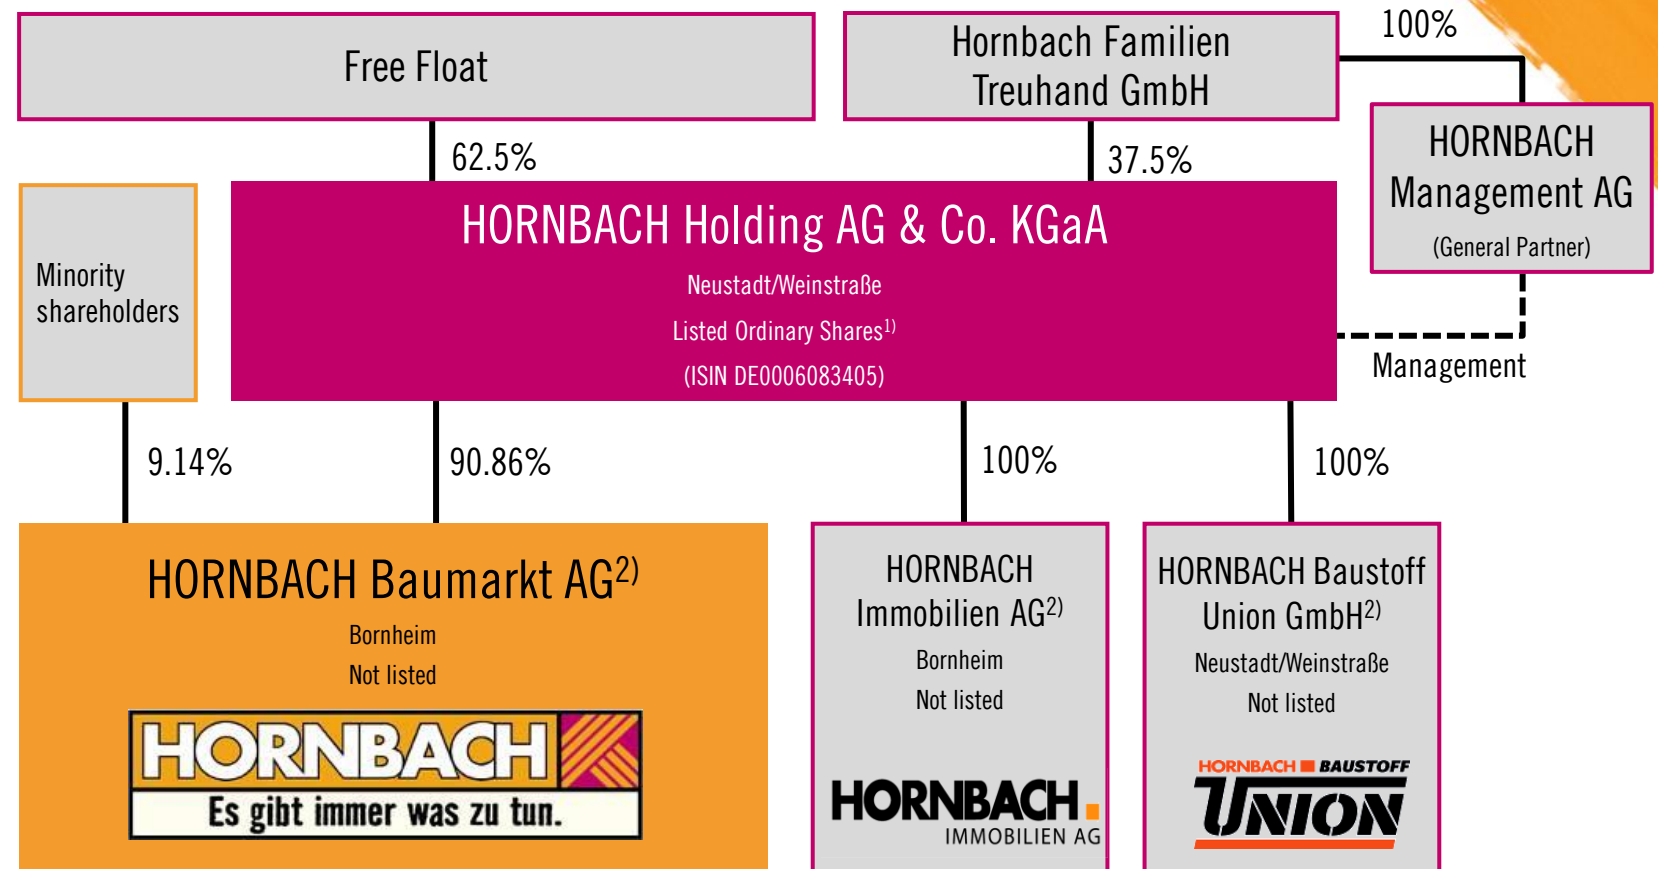 Free Float
Hornbach Familien
Treuhand GmbH
100%
HORNBACH
Management AG
(General Partner)
62.5%
37.5%
Minority
shareholders
HORNBACH Holding AG & Co. KGaA
Neustadt/Weinstraße
Listed Ordinary Shares1)
(ISIN DE0006083405)
Management
9.14%
90.86%
100%
100%
HORNBACH Baumarkt AG2)
Bornheim
Not listed
HORNBACH
Es gibt immer was zu tun.
HORNBACH
Immobilien AG2)
Bornheim
Not listed
HORNBACH
IMMOBILIEN AG
HORNBACH Baustoff
Union GmbH2)
Neustadt/Weinstraße
Not listed
HORNBACH BAUSTOFF
UNION